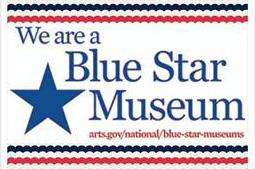 We are a
Blue Star
Museum
arts.gov/national/blue-star-museums